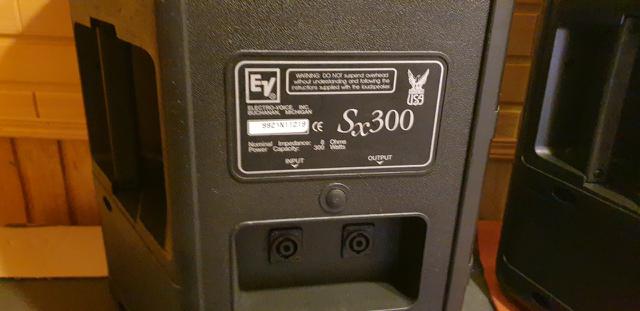 EV
WARNING: DO NOT suspend overhead
without understanding and following the
instructions supplied with the loudspeaker.
ELECTRO-VOICE, INC.
BUCHANAN, MICHIGAN
CE
Sx300
Nominal Impedance: 8 Ohms
Power Capacity: 300 Watts
INPUT
OUTPUT
USA